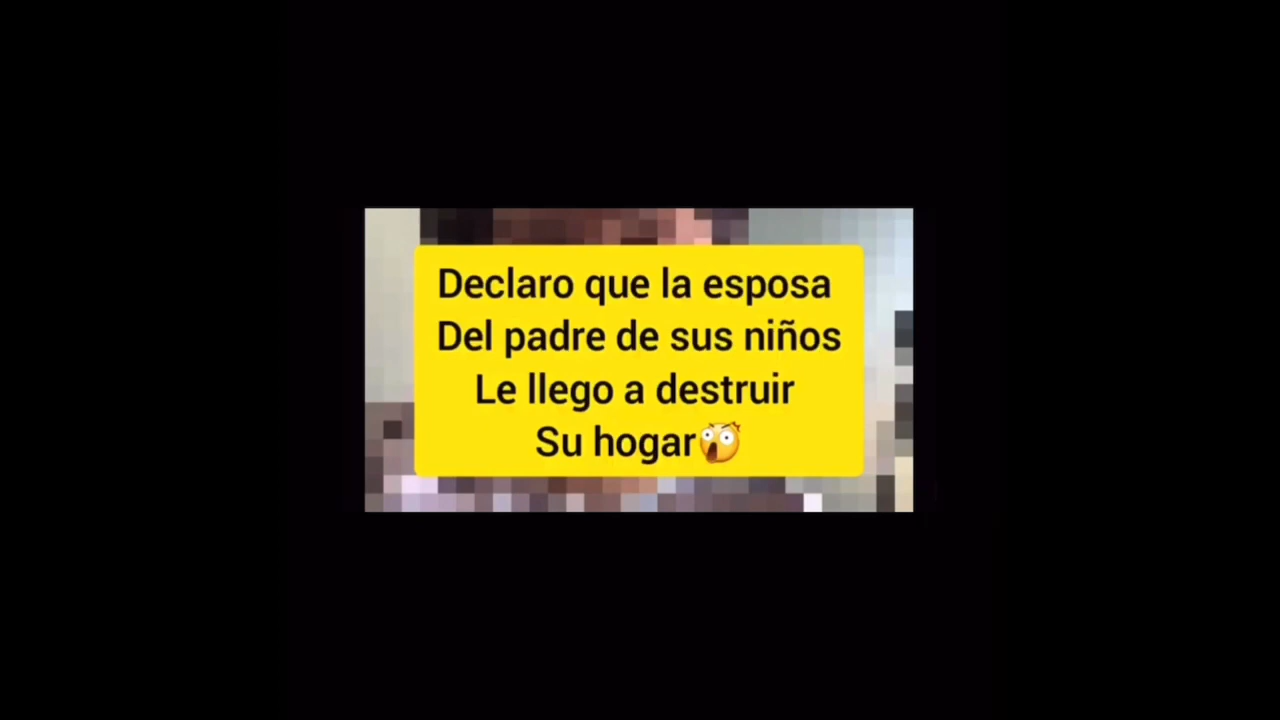 Declaro que la esposa
Del padre de sus niños
Le llego a destruir
Su hogar😱